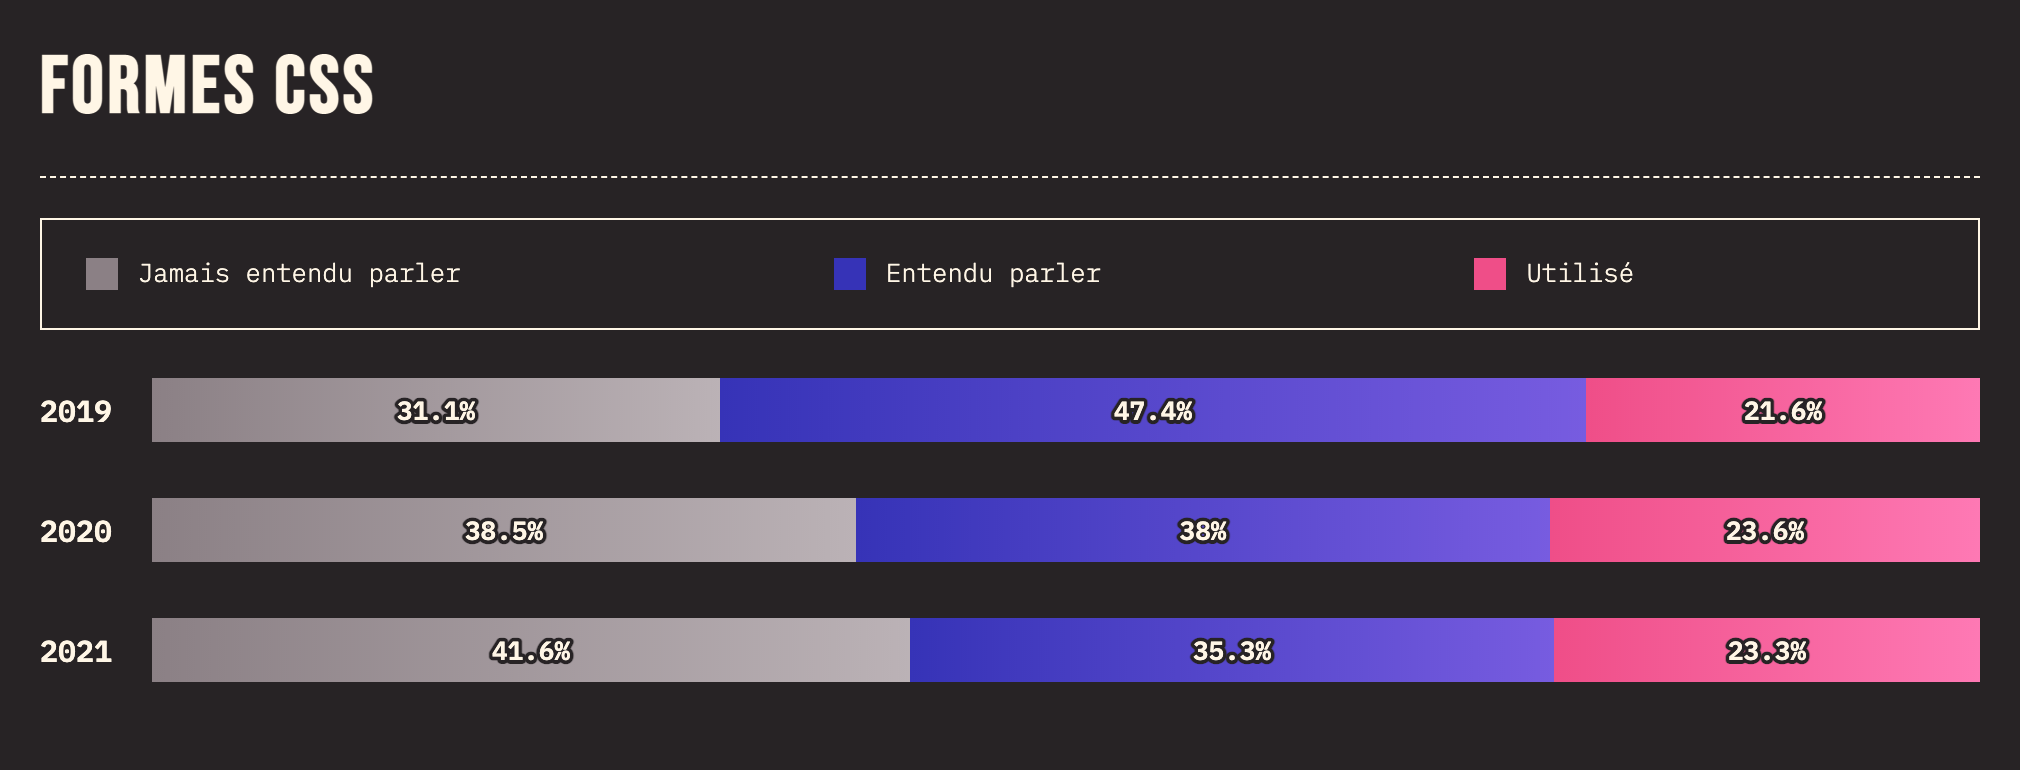 FORMES CSS
Jamais entendu parler Entendu parler Utilisé
2019 31.1% 47.4% 21.6%
2020 38.5% 38% 23.6%
2021 41.6% 35.3% 23.3%